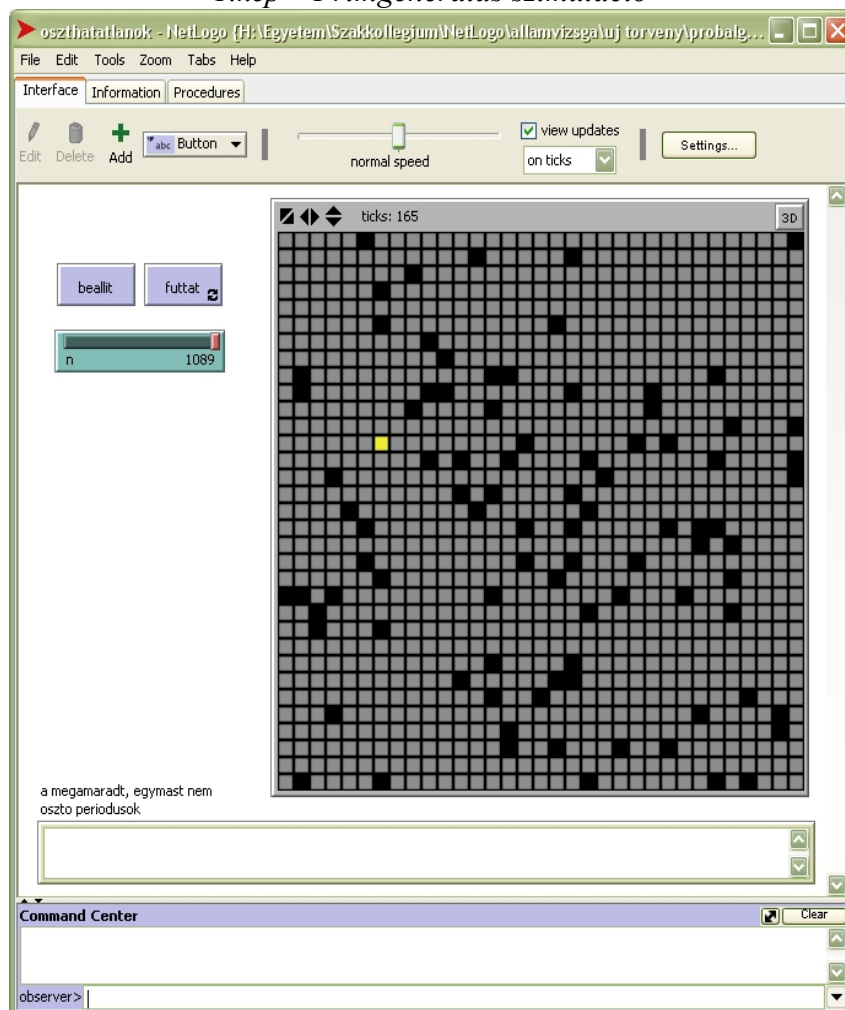 oszthatatlanok - NetLogo {H:\Egyetem\Szakkollegium\NetLogo\allamvizsga\uj torveny\probalg...
File Edit Tools Zoom Tabs Help
Interface Information Procedures
Edit Delete Add abc Button normal speed view updates on ticks Settings...
ticks: 165 3D
beallit futtat
n 1089
a megamaradt, egymast nem
oszto periodusok
Command Center Clear
observer>